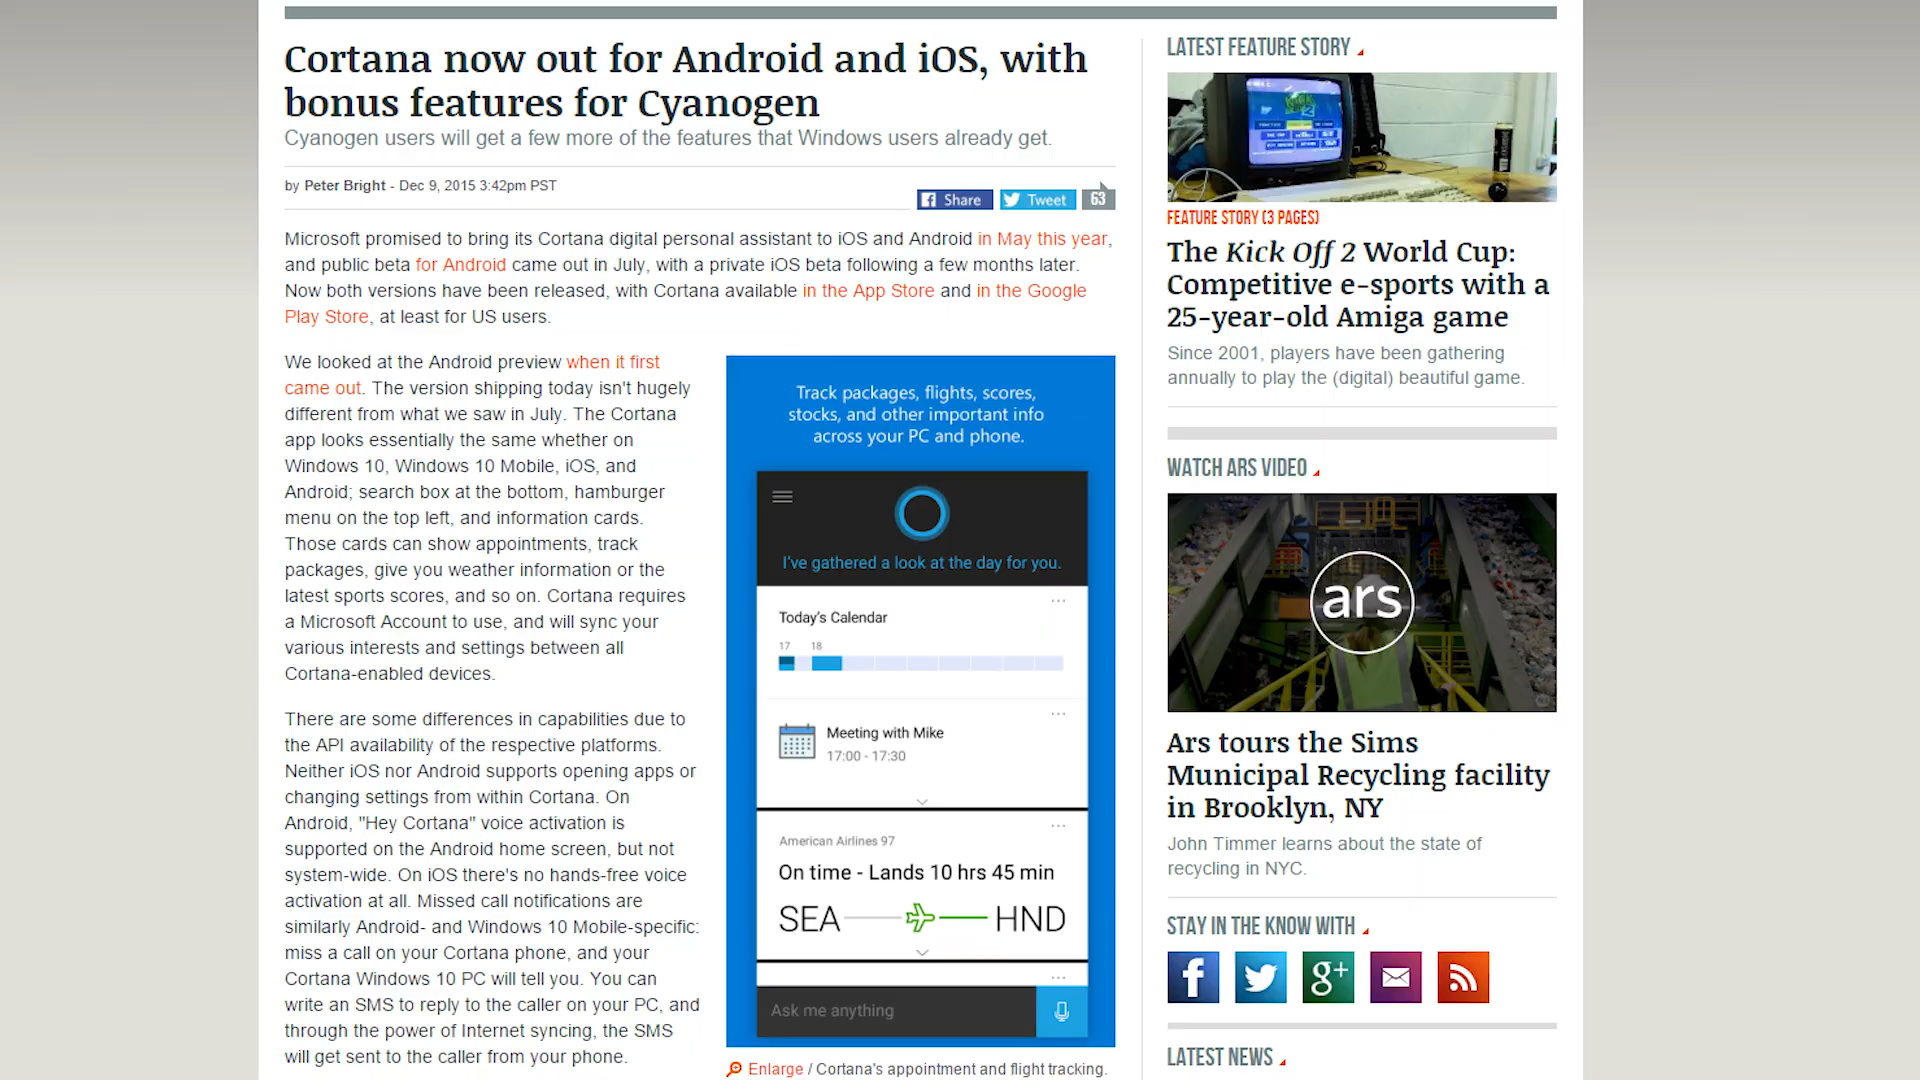 Cortana now out for Android and iOS, with
bonus features for Cyanogen
Cyanogen users will get a few more of the features that Windows users already get.
by Peter Bright - Dec 9, 2015 3:42pm PST
Share
Tweet
63
Microsoft promised to bring its Cortana digital personal assistant to iOS and Android in May this year,
and public beta for Android came out in July, with a private iOS beta following a few months later.
Now both versions have been released, with Cortana available in the App Store and in the Google
Play Store, at least for US users.
We looked at the Android preview when it first
came out. The version shipping today isn't hugely
different from what we saw in July. The Cortana
app looks essentially the same whether on
Windows 10, Windows 10 Mobile, iOS, and
Android; search box at the bottom, hamburger
menu on the top left, and information cards.
Those cards can show appointments, track
packages, give you weather information or the
latest sports scores, and so on. Cortana requires
a Microsoft Account to use, and will sync your
various interests and settings between all
Cortana-enabled devices.
There are some differences in capabilities due to
the API availability of the respective platforms.
Neither iOS nor Android supports opening apps or
changing settings from within Cortana. On
Android, "Hey Cortana" voice activation is
supported on the Android home screen, but not
system-wide. On iOS there's no hands-free voice
activation at all. Missed call notifications are
similarly Android- and Windows 10 Mobile-specific:
miss a call on your Cortana phone, and your
Cortana Windows 10 PC will tell you. You can
write an SMS to reply to the caller on your PC, and
through the power of Internet syncing, the SMS
will get sent to the caller from your phone.
Track packages, flights, scores,
stocks, and other important info
across your PC and phone.
I've gathered a look at the day for you.
Today's Calendar
17 18
Meeting with Mike
17:00 - 17:30
American Airlines 97
On time - Lands 10 hrs 45 min
SEA HND
Ask me anything
Enlarge / Cortana's appointment and flight tracking.
LATEST FEATURE STORY
FEATURE STORY (3 PAGES)
The Kick Off 2 World Cup:
Competitive e-sports with a
25-year-old Amiga game
Since 2001, players have been gathering
annually to play the (digital) beautiful game.
WATCH ARS VIDEO
ars
Ars tours the Sims
Municipal Recycling facility
in Brooklyn, NY
John Timmer learns about the state of
recycling in NYC.
STAY IN THE KNOW WITH
f
g+
LATEST NEWS